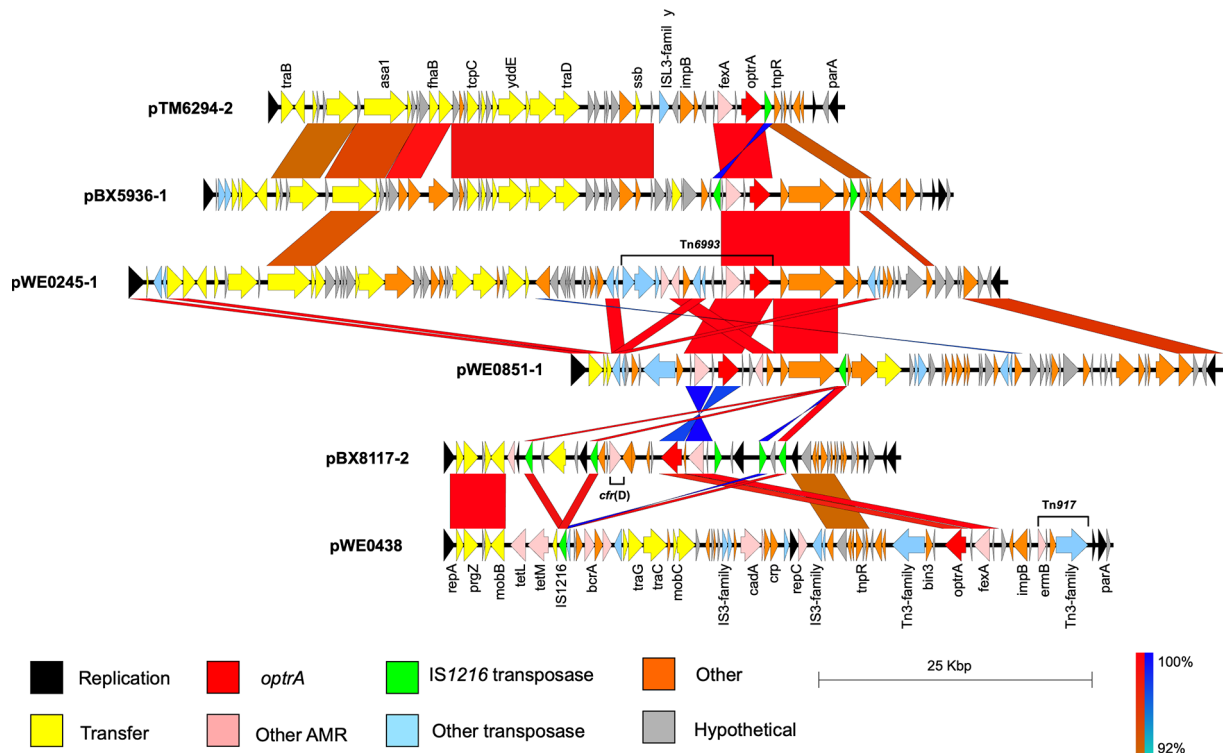 traB asa1 fhaB tcpC yddE traD ssb ISL3-famil y impB fexA optrA tnpR parA
pTM6294-2
pBX5936-1
Tn6993
pWE0245-1
pWE0851-1
pBX8117-2
cfr(D)
Tn917
pWE0438
repA prgZ mobB tetL tetM IS1216 bcrA traG traC mobC IS3-family cadA crp repC IS3-family tnpR Tn3-family bin3 optrA fexA impB ermB Tn3-family parA
25 Kbp
Replication optrA IS1216 transposase Other
Transfer Other AMR Other transposase Hypothetical
100%
92%